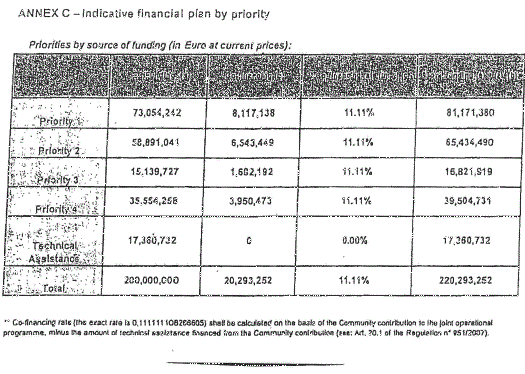 ANNEX C – Indicative financial plan by priority
Priorities by source of funding (in Euro at current prices):
Priority 1 73,054,242 8,117,138 11.11% 81,171,380
Priority 2 58,891,041 6,543,449 11.11% 65,434,490
Priority 3 15,139,727 1,682,192 11.11% 16,821,919
Priority 4 35,554,258 3,950,473 11.11% 39,504,731
Technical
Assistance 17,360,732 0 0.00% 17,360,732
Total 200,000,000 20,293,252 11.11% 220,293,252
** Co-financing rate (the exact rate is 0,111111108266605) shall be calculated on the basis of the Community contribution to the joint operational
programme, minus the amount of technical assistance financed from the Community contribution (see: Art. 20.1 of the Regulation n° 951/2007).